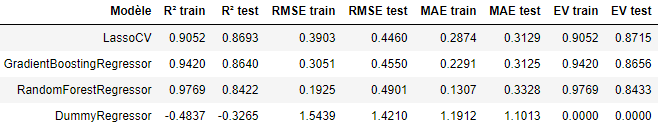 Modèle R² train R² test RMSE train RMSE test MAE train MAE test EV train EV test
LassoCV 0.9052 0.8693 0.3903 0.4460 0.2874 0.3129 0.9052 0.8715
GradientBoostingRegressor 0.9420 0.8640 0.3051 0.4550 0.2291 0.3125 0.9420 0.8656
RandomForestRegressor 0.9769 0.8422 0.1925 0.4901 0.1307 0.3328 0.9769 0.8433
DummyRegressor -0.4837 -0.3265 1.5439 1.4210 1.1912 1.1013 0.0000 0.0000